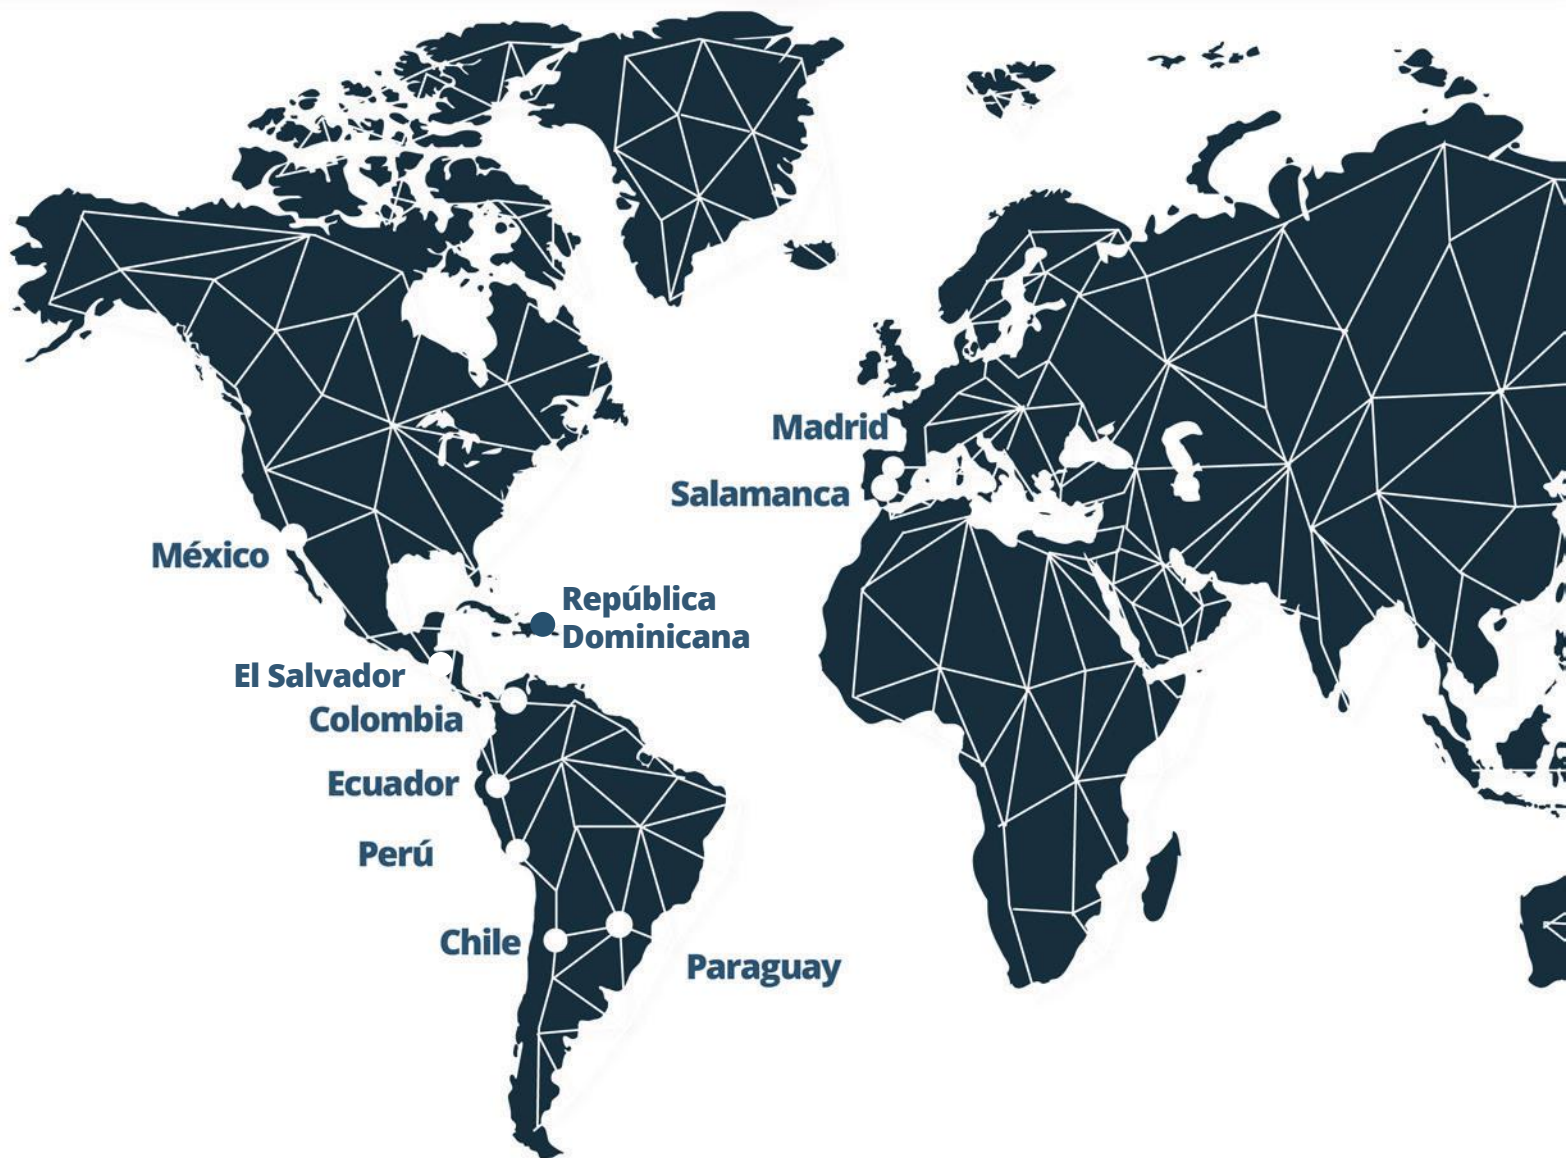 Madrid
Salamanca
México
República
Dominicana
El Salvador
Colombia
Ecuador
Perú
Chile
Paraguay